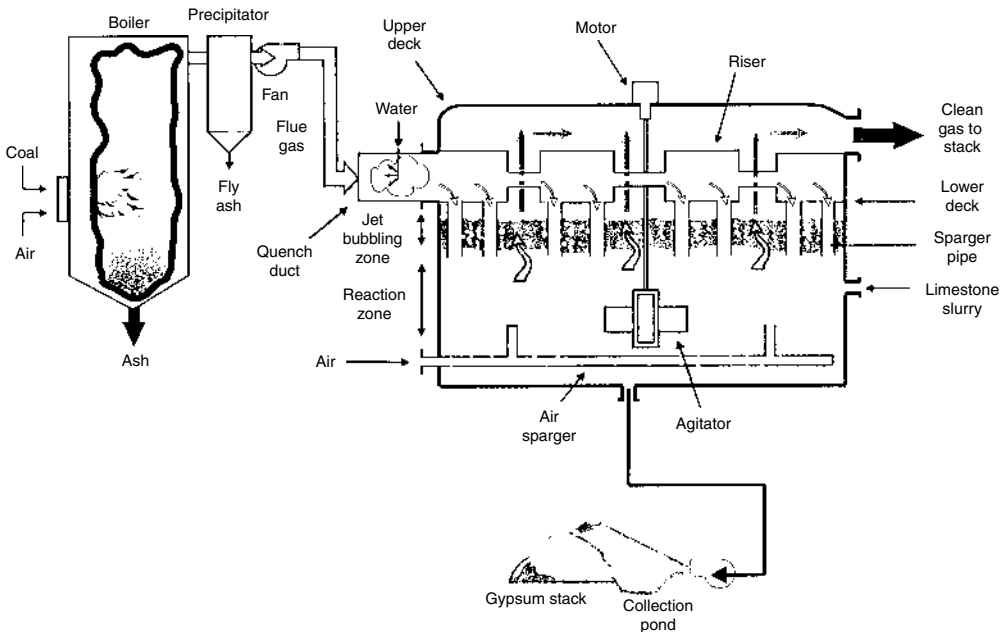 Boiler
Precipitator
Upper
deck
Motor
Riser
Fan
Water
Flue
gas
Clean
gas to
stack
Coal
Air
Fly
ash
Quench
duct
Jet
bubbling
zone
Lower
deck
Sparger
pipe
Reaction
zone
Limestone
slurry
Ash
Air
Air
sparger
Agitator
Gypsum stack
Collection
pond